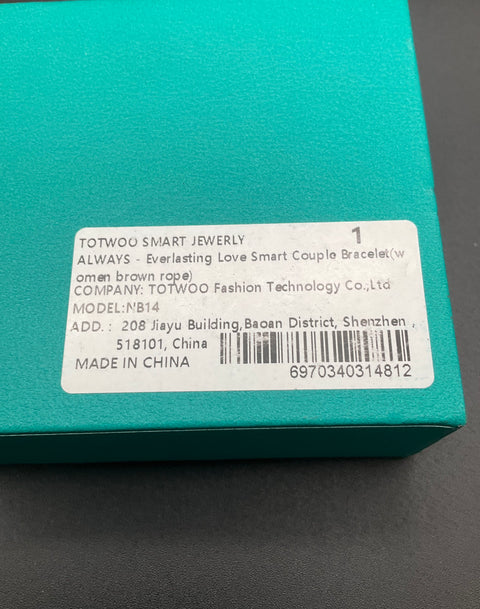 TOTWOO SMART JEWERLY
1
ALWAYS - Everlasting Love Smart Couple Bracelet(w
omen brown rope)
COMPANY: TOTWOO Fashion Technology Co.,Ltd
MODEL:NB14
ADD. : 208 Jiayu Building,Baoan District, Shenzhen ,
518101, China
MADE IN CHINA
6970340314812